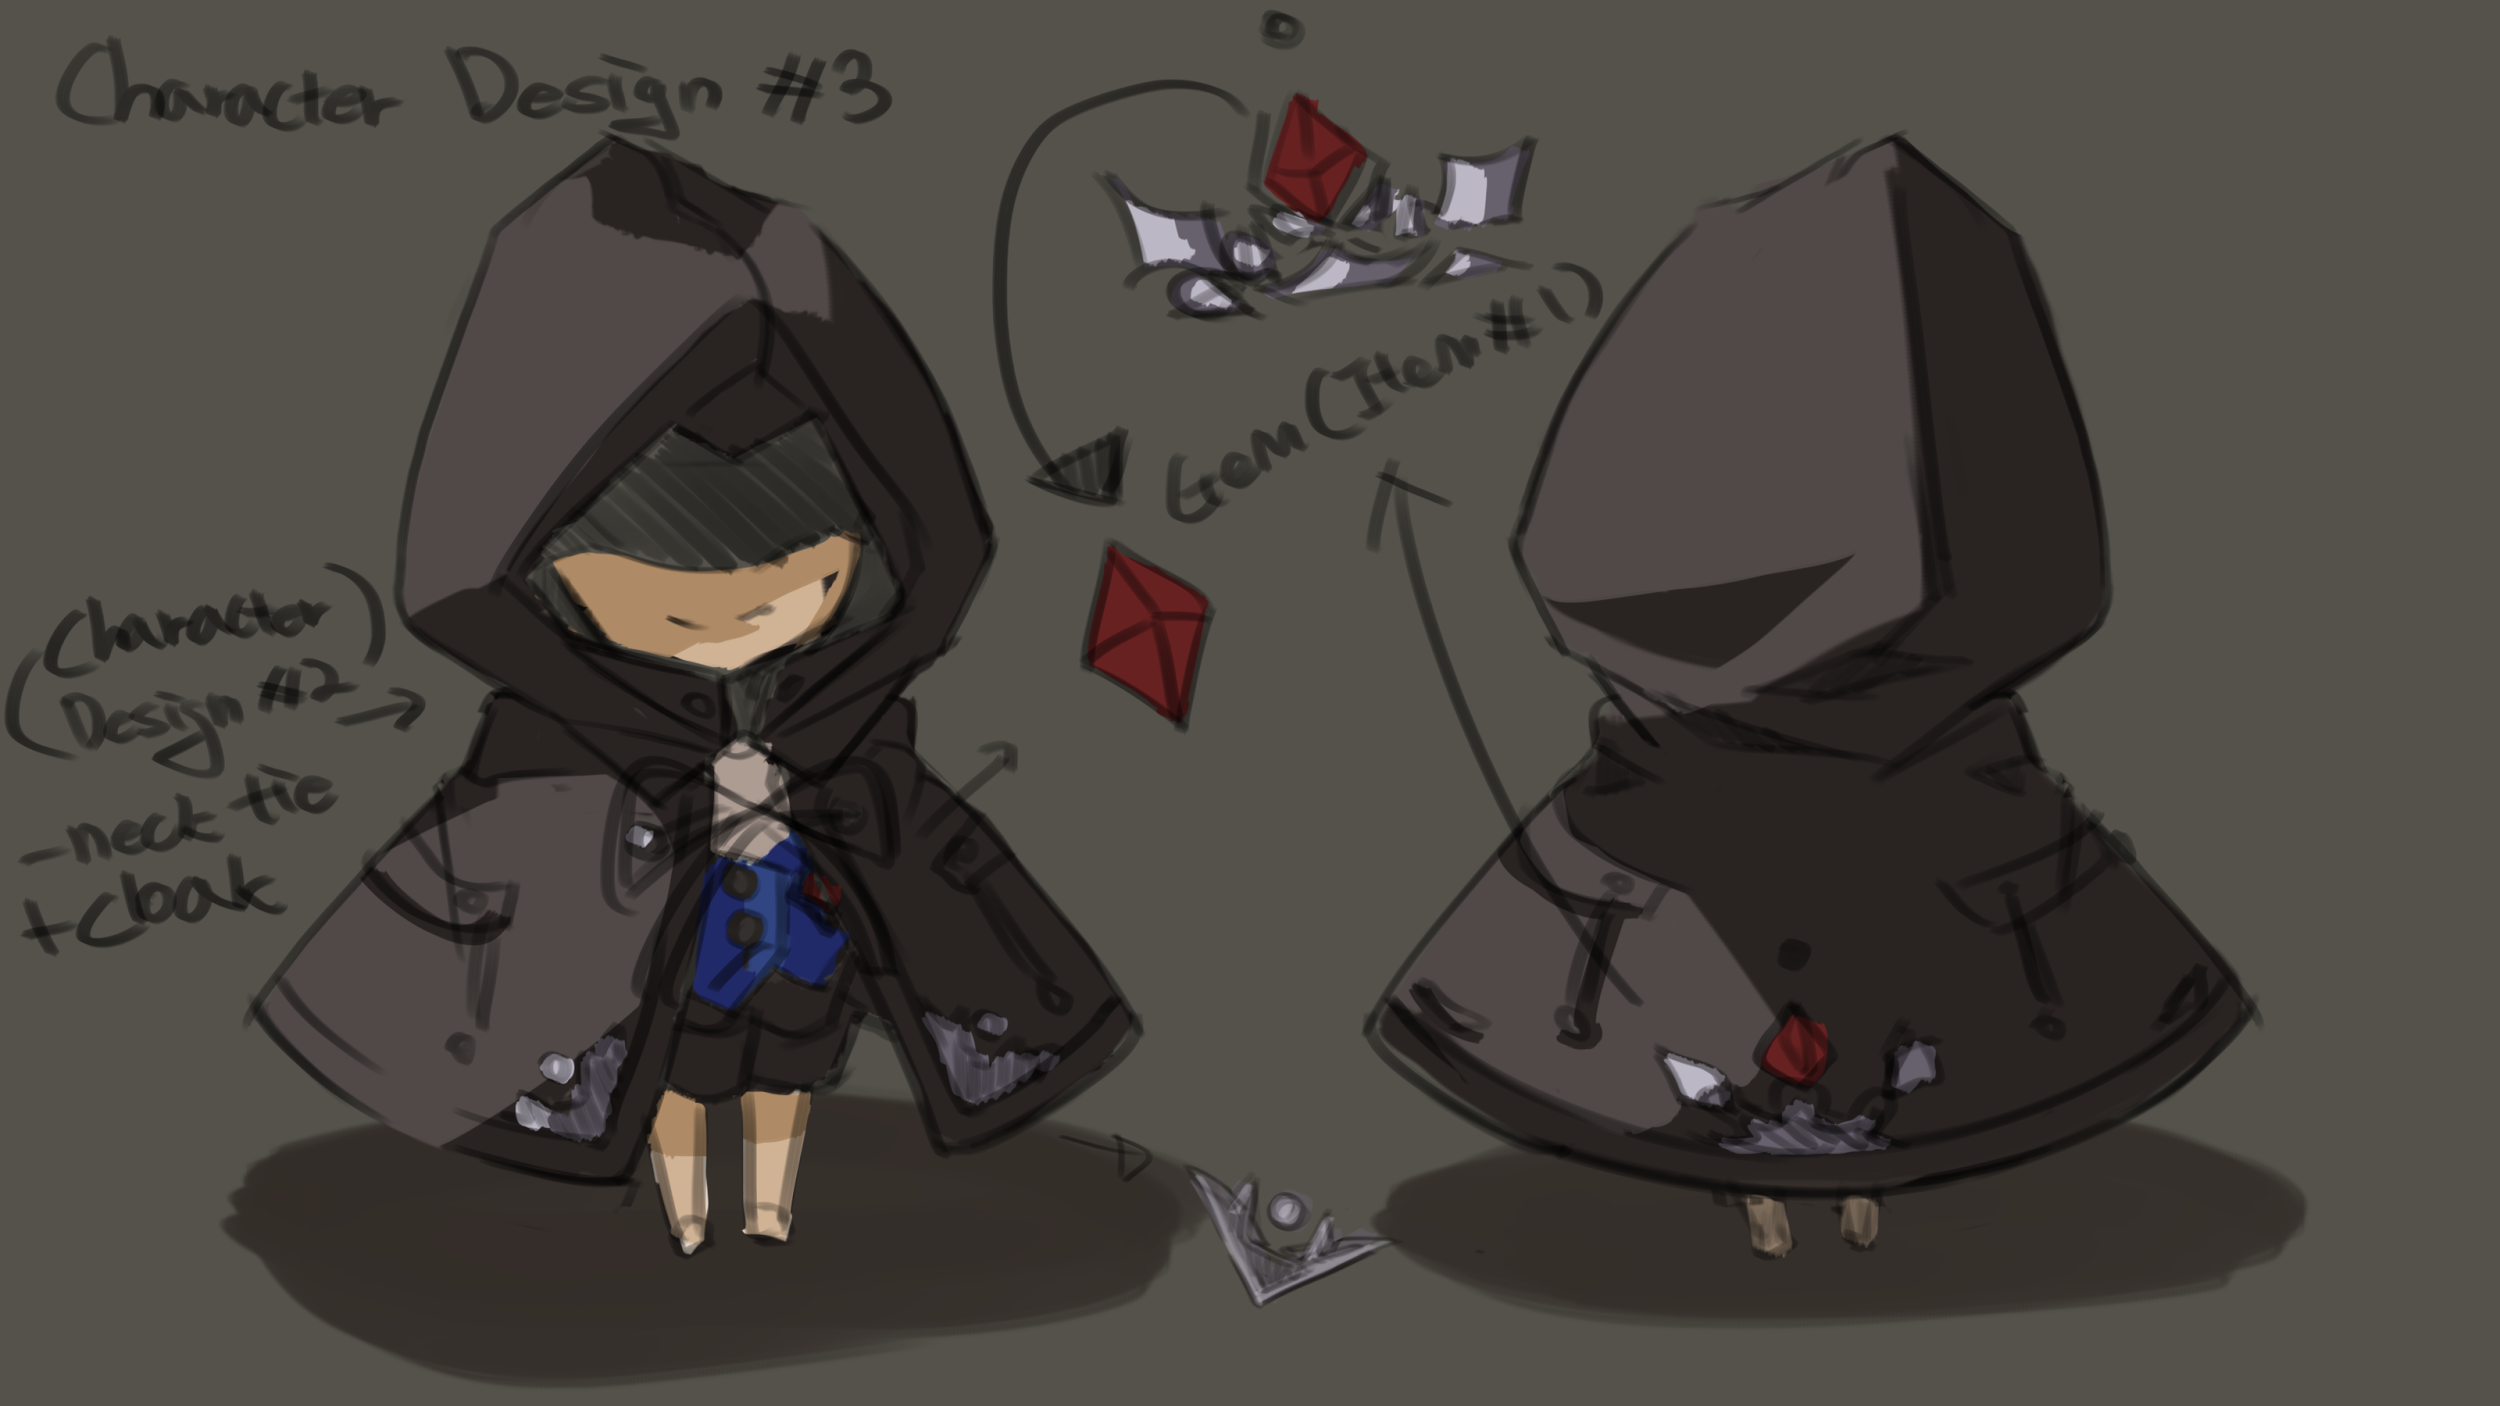 Character Design #3
Gem (Item #1)
(Character)
(Design #2 →
- neck tie
+ Cloak